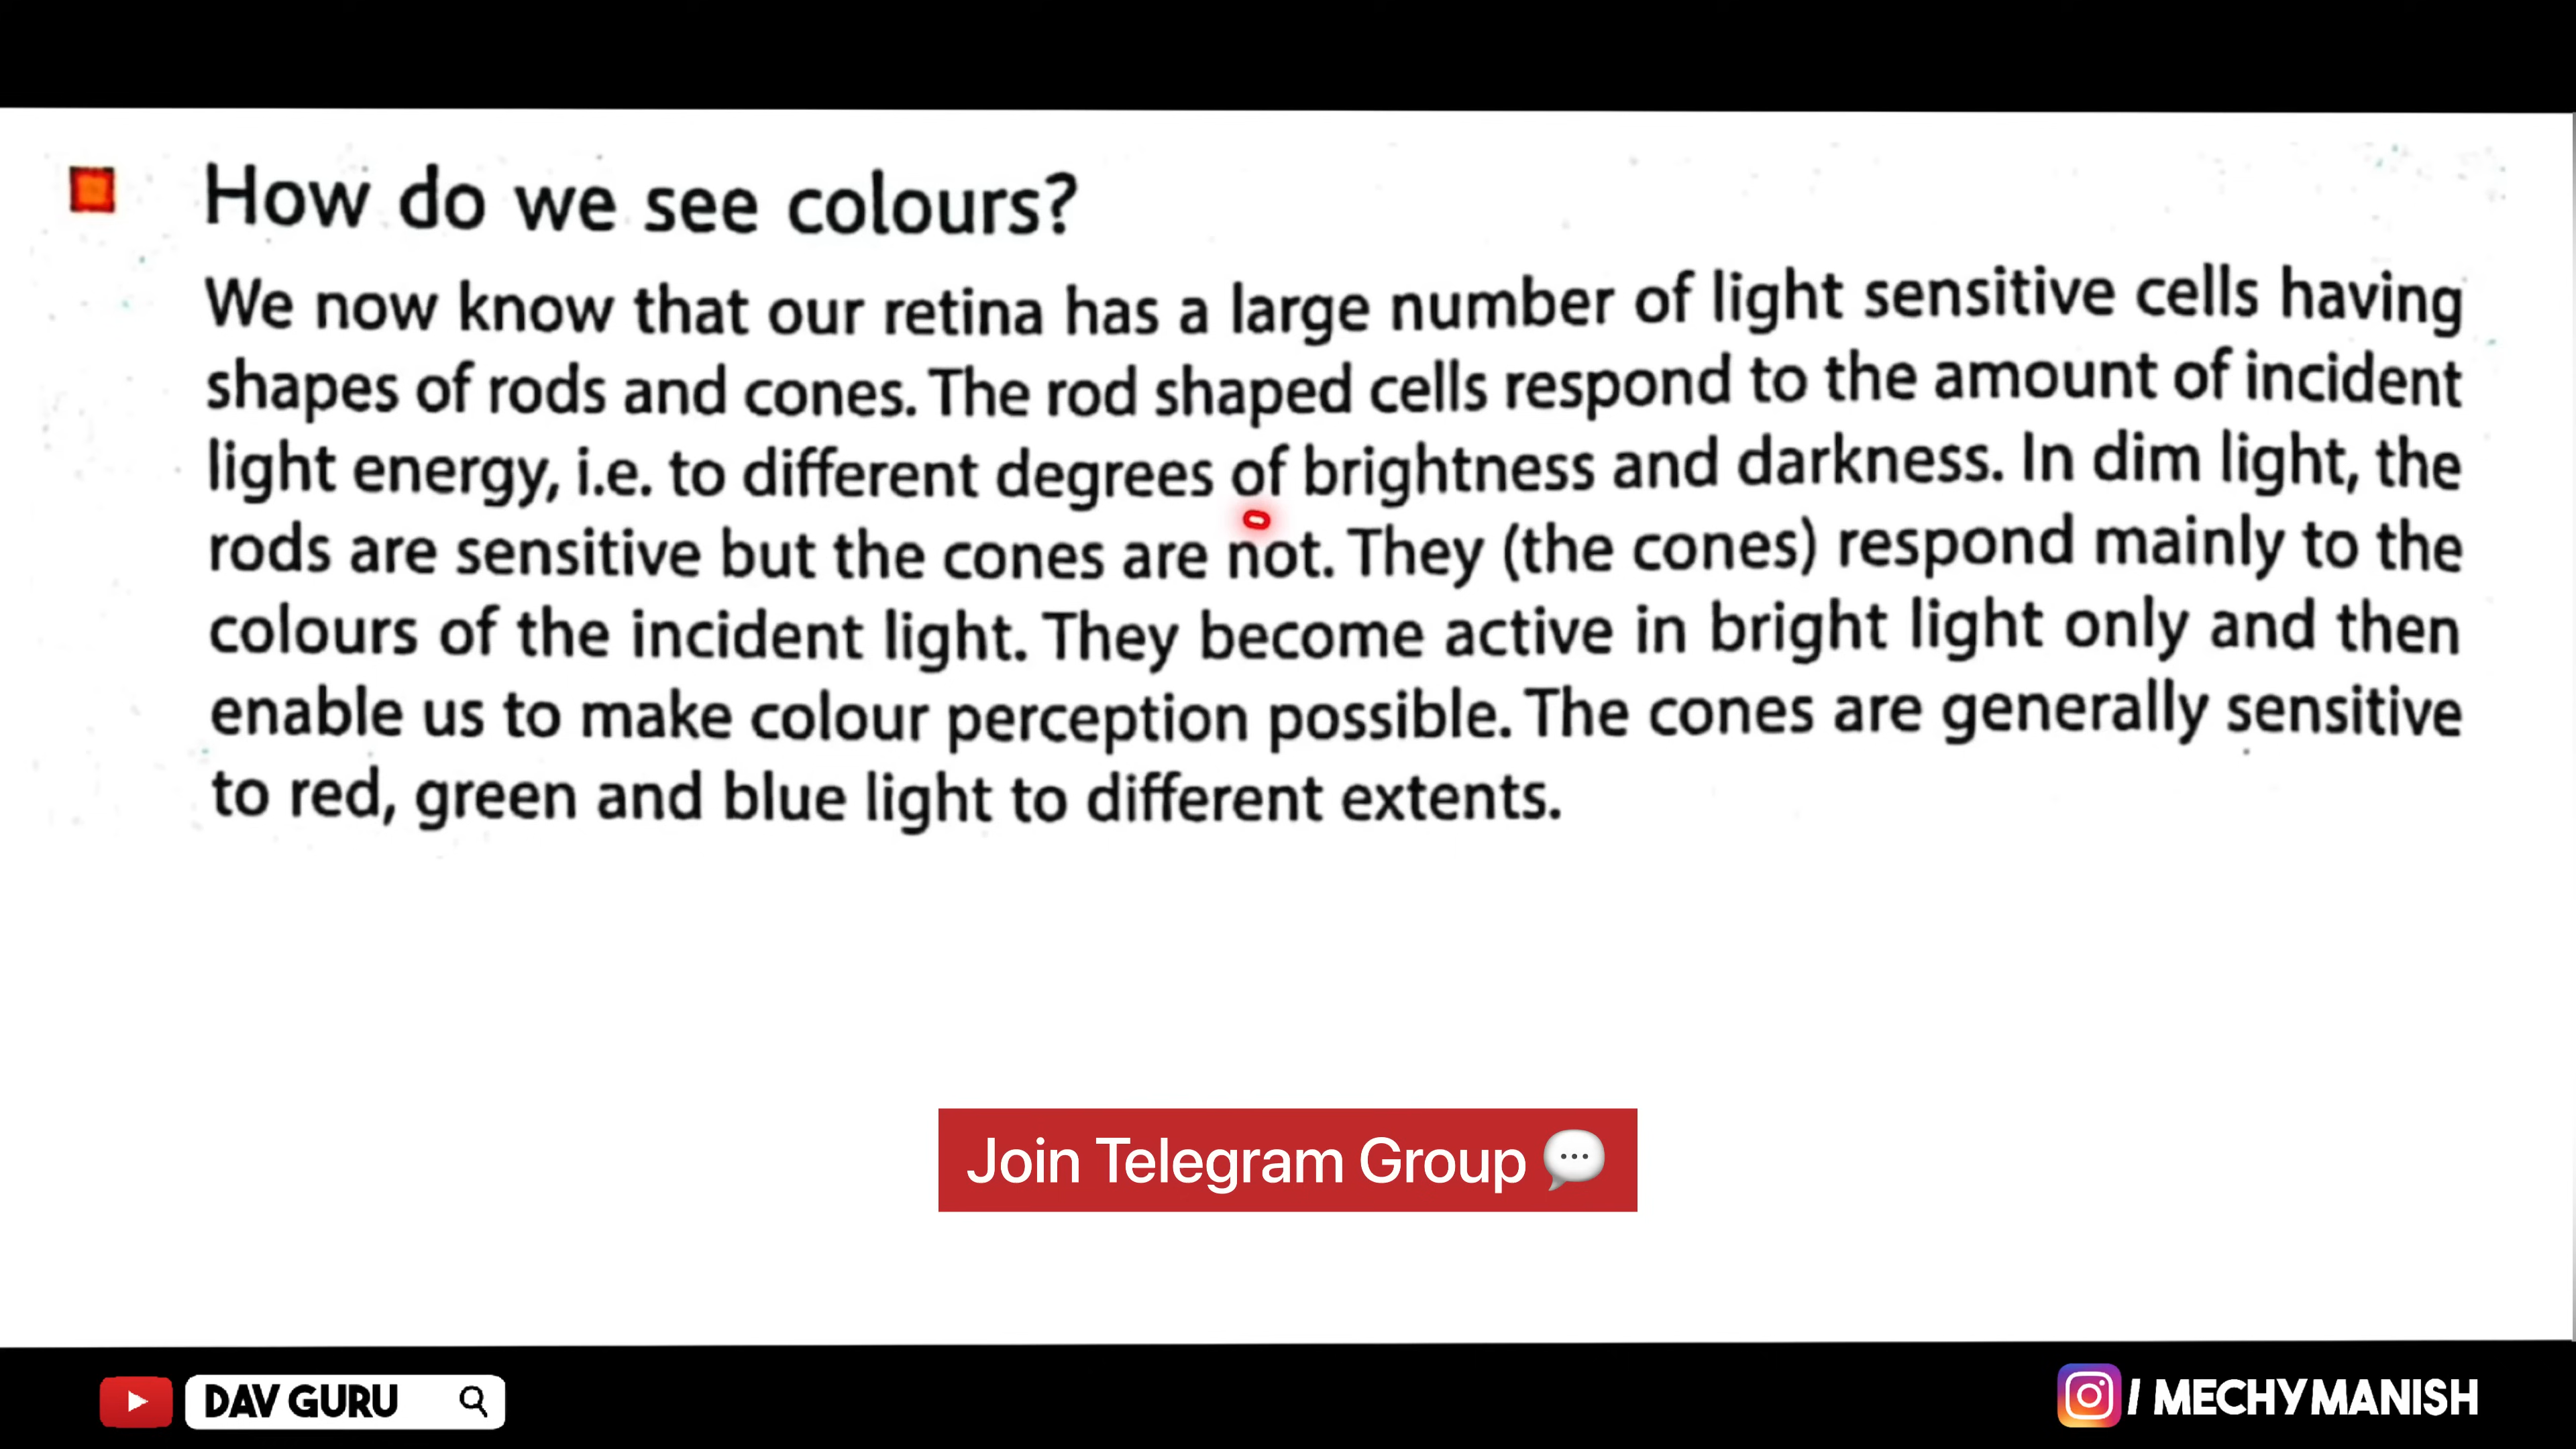 How do we see colours?
We now know that our retina has a large number of light sensitive cells having
shapes of rods and cones. The rod shaped cells respond to the amount of incident
light energy, i.e. to different degrees of brightness and darkness. In dim light, the
rods are sensitive but the cones are not. They (the cones) respond mainly to the
colours of the incident light. They become active in bright light only and then
enable us to make colour perception possible. The cones are generally sensitive
to red, green and blue light to different extents.
Join Telegram Group 💬
DAV GURU
/ MECHYMANISH